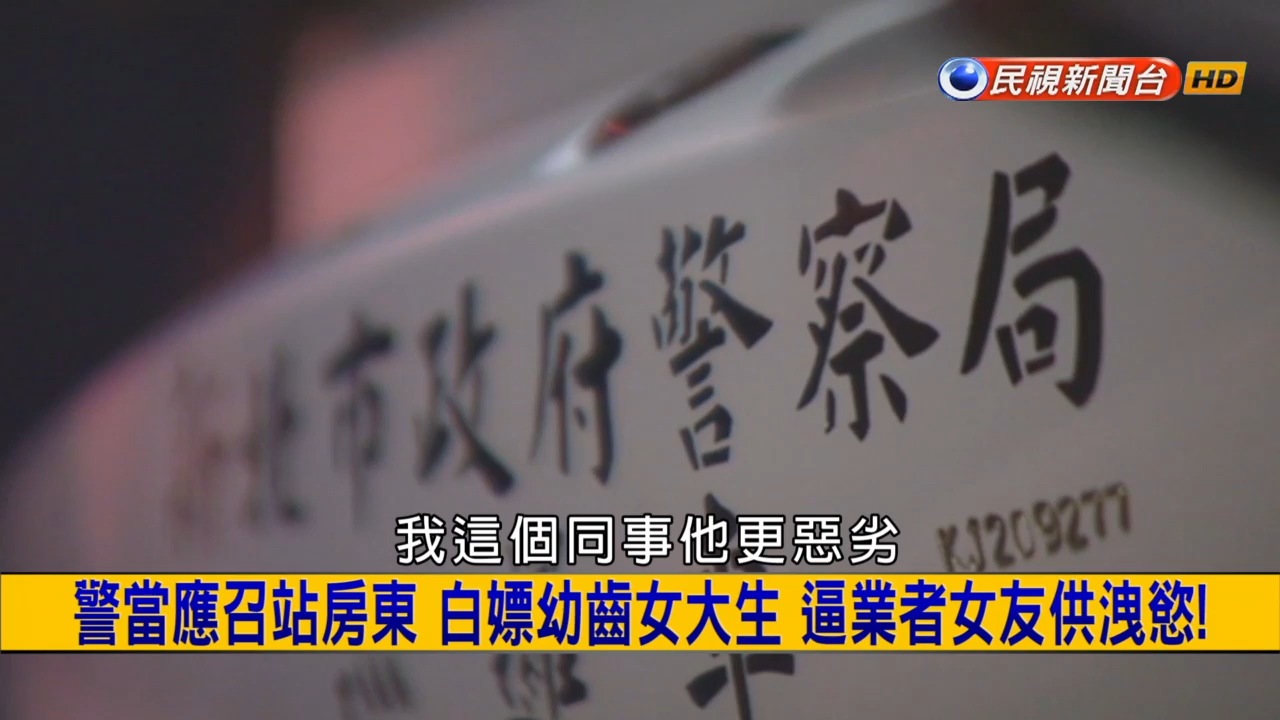 民視新聞台 HD
新北市政府警察局
KJ209277
我這個同事他更惡劣
警當應召站房東 白嫖幼齒女大生 逼業者女友供洩慾!